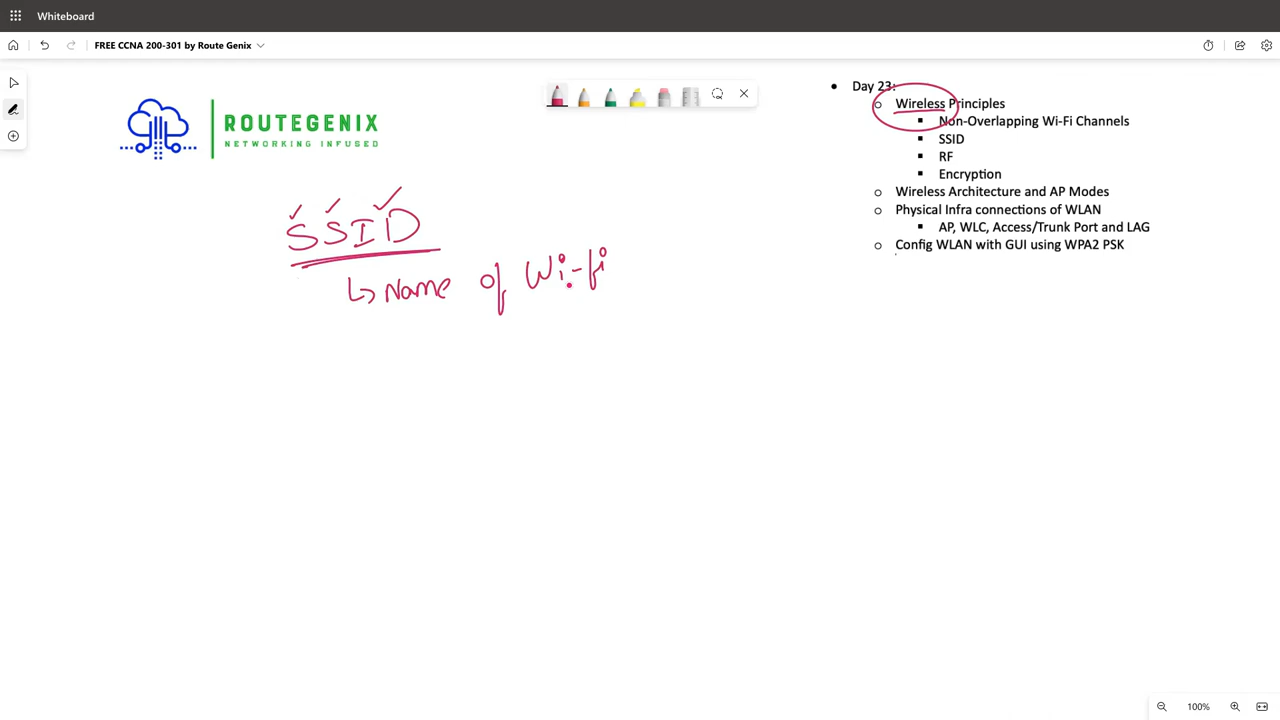 Whiteboard
FREE CCNA 200-301 by Route Genix
ROUTEGENIX
NETWORKING INFUSED
SSID
↳ Name of Wi-fi
• Day 23:
o Wireless Principles
▪ Non-Overlapping Wi-Fi Channels
▪ SSID
▪ RF
▪ Encryption
o Wireless Architecture and AP Modes
o Physical Infra connections of WLAN
▪ AP, WLC, Access/Trunk Port and LAG
o Config WLAN with GUI using WPA2 PSK
100%